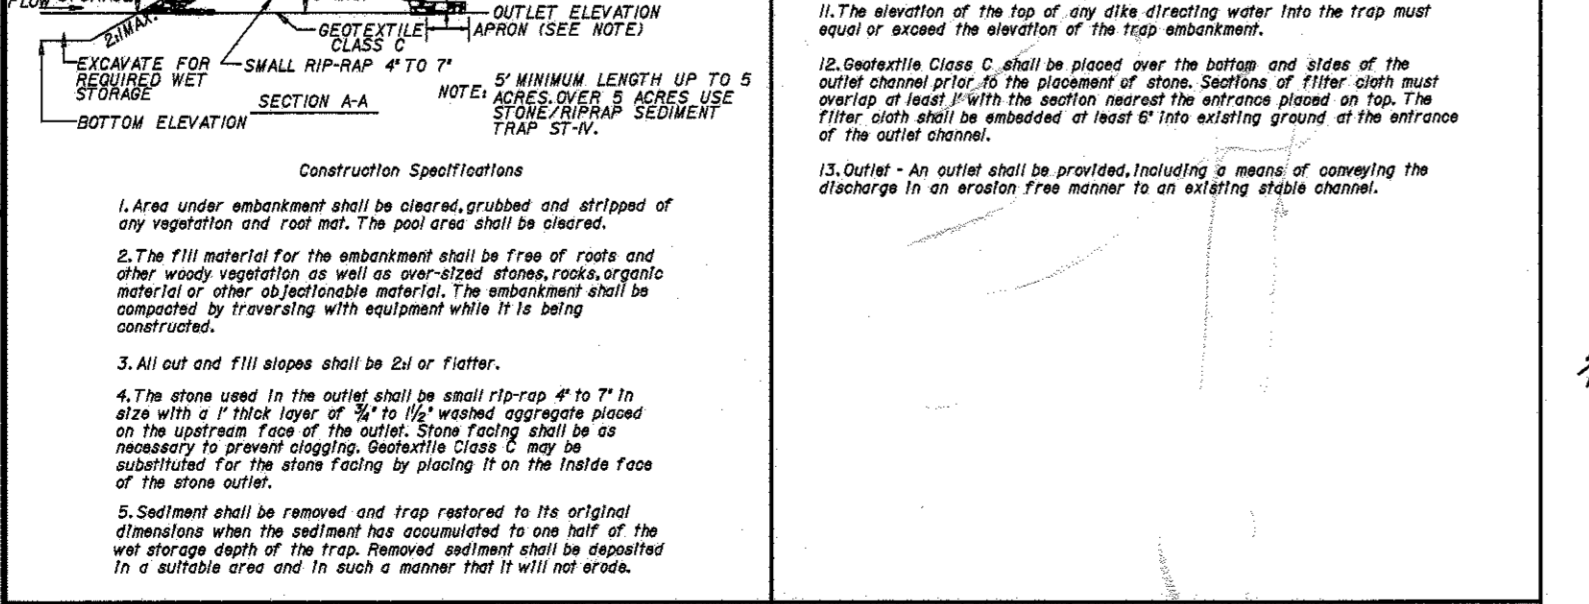 FLOW
2:1 MAX.
OUTLET ELEVATION
GEOTEXTILE
CLASS C
APRON (SEE NOTE)
EXCAVATE FOR
REQUIRED WET
STORAGE
SMALL RIP-RAP 4" TO 7"
SECTION A-A
BOTTOM ELEVATION
NOTE: 5' MINIMUM LENGTH UP TO 5
ACRES. OVER 5 ACRES USE
STONE/RIPRAP SEDIMENT
TRAP ST-IV.
Construction Specifications
1. Area under embankment shall be cleared, grubbed and stripped of
any vegetation and root mat. The pool area shall be cleared.
2. The fill material for the embankment shall be free of roots and
other woody vegetation as well as over-sized stones, rocks, organic
material or other objectionable material. The embankment shall be
compacted by traversing with equipment while it is being
constructed.
3. All cut and fill slopes shall be 2:1 or flatter.
4. The stone used in the outlet shall be small rip-rap 4" to 7" in
size with a 1' thick layer of 3/4" to 1 1/2" washed aggregate placed
on the upstream face of the outlet. Stone facing shall be as
necessary to prevent clogging. Geotextile Class C may be
substituted for the stone facing by placing it on the inside face
of the stone outlet.
5. Sediment shall be removed and trap restored to its original
dimensions when the sediment has accumulated to one half of the
wet storage depth of the trap. Removed sediment shall be deposited
in a suitable area and in such a manner that it will not erode.
11. The elevation of the top of any dike directing water into the trap must
equal or exceed the elevation of the trap embankment.
12. Geotextile Class C shall be placed over the bottom and sides of the
outlet channel prior to the placement of stone. Sections of filter cloth must
overlap at least 1' with the section nearest the entrance placed on top. The
filter cloth shall be embedded at least 6" into existing ground at the entrance
of the outlet channel.
13. Outlet - An outlet shall be provided, including a means of conveying the
discharge in an erosion free manner to an existing stable channel.